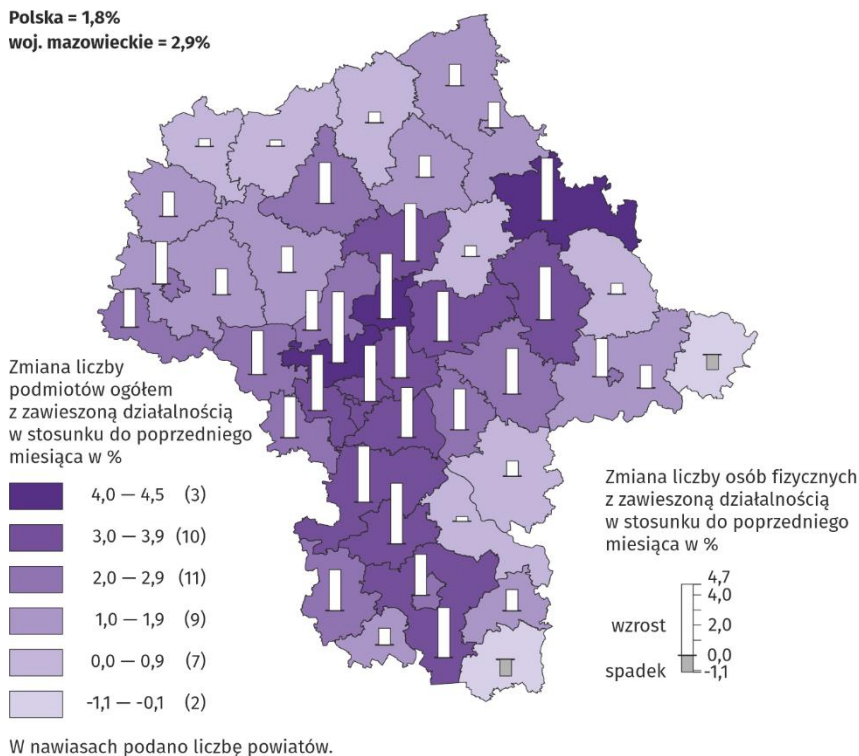 Polska = 1,8%
woj. mazowieckie = 2,9%
Zmiana liczby
podmiotów ogółem
z zawieszoną działalnością
w stosunku do poprzedniego
miesiąca w %
4,0 — 4,5 (3)
3,0 — 3,9 (10)
2,0 — 2,9 (11)
1,0 — 1,9 (9)
0,0 — 0,9 (7)
-1,1 — -0,1 (2)
Zmiana liczby osób fizycznych
z zawieszoną działalnością
w stosunku do poprzedniego
miesiąca w %
4,7
4,0
wzrost 2,0
0,0
spadek -1,1
W nawiasach podano liczbę powiatów.